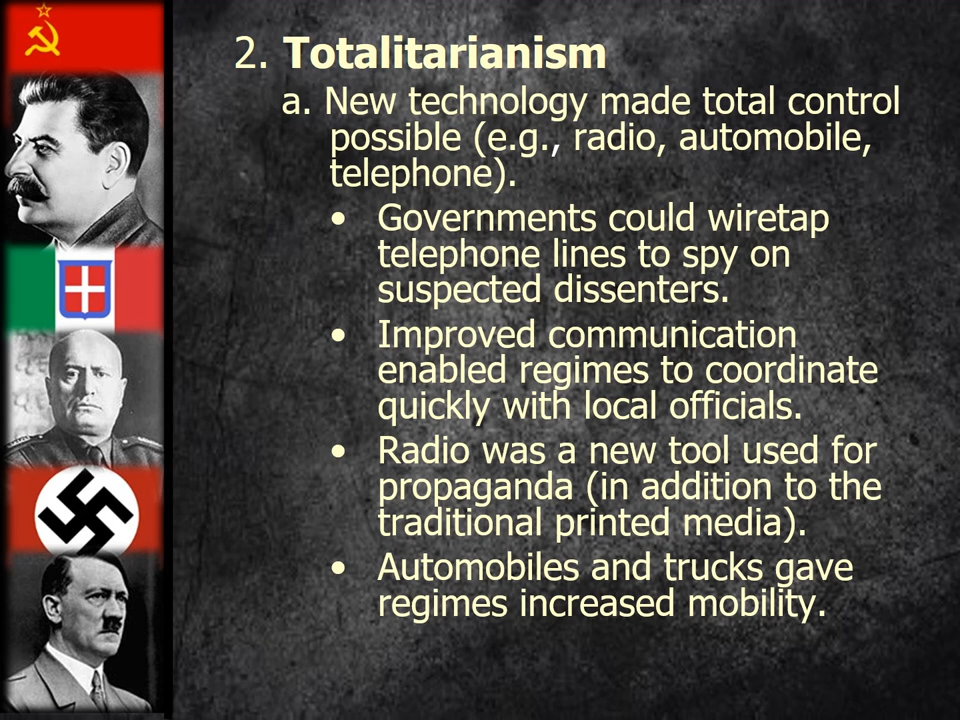 2. Totalitarianism
a. New technology made total control
possible (e.g., radio, automobile,
telephone).
• Governments could wiretap
telephone lines to spy on
suspected dissenters.
• Improved communication
enabled regimes to coordinate
quickly with local officials.
• Radio was a new tool used for
propaganda (in addition to the
traditional printed media).
• Automobiles and trucks gave
regimes increased mobility.